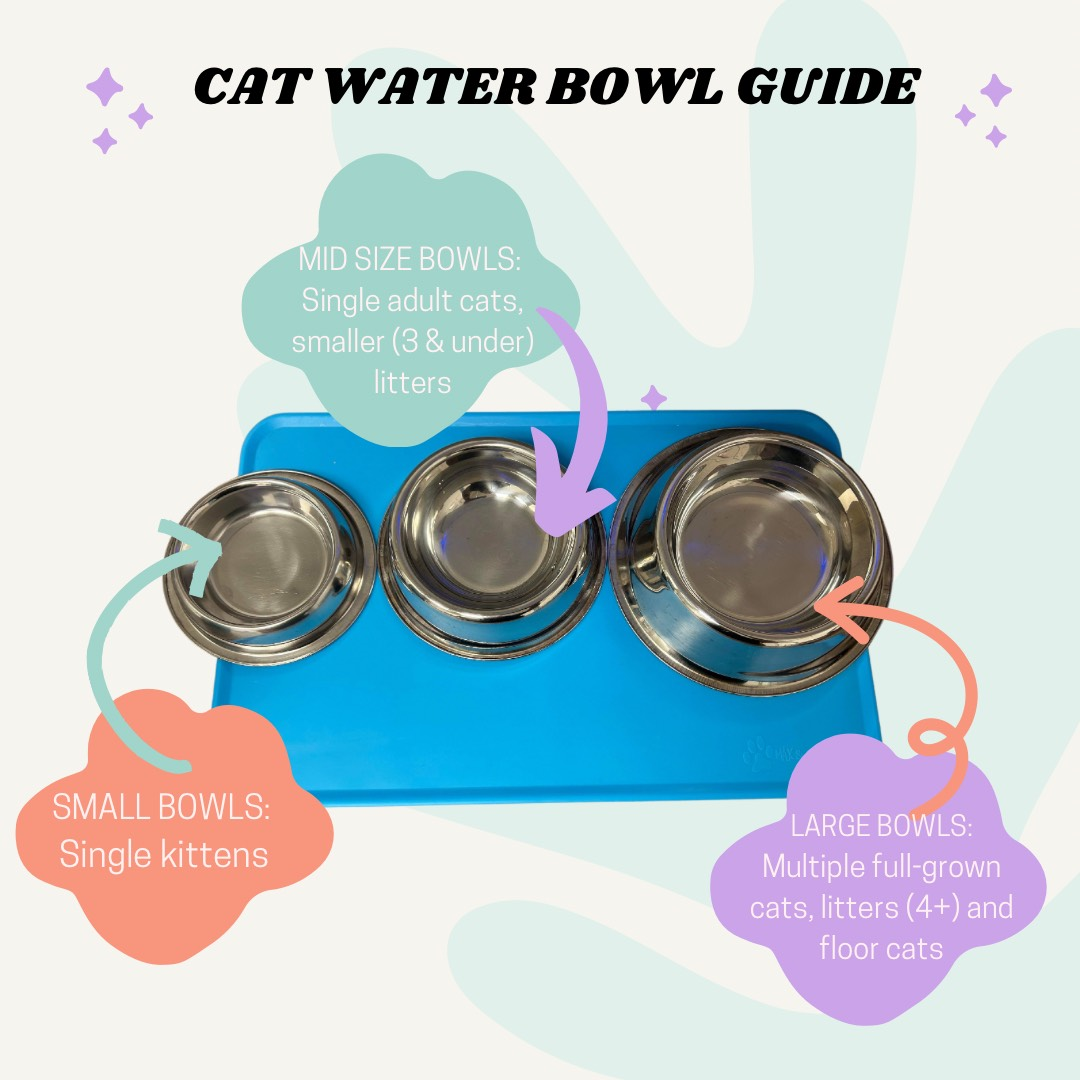 CAT WATER BOWL GUIDE
MID SIZE BOWLS:
Single adult cats,
smaller (3 & under)
litters
SMALL BOWLS:
Single kittens
LARGE BOWLS:
Multiple full-grown
cats, litters (4+) and
floor cats